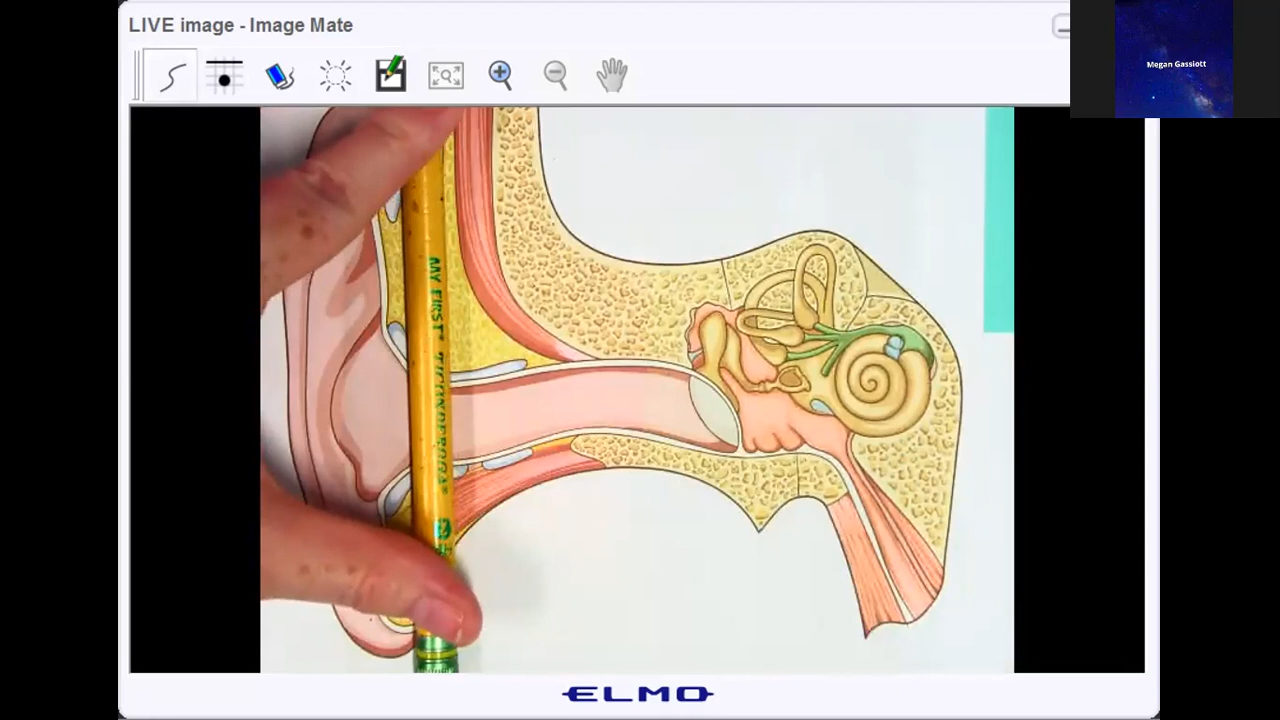 LIVE image - Image Mate
Megan Gassiott
MY FIRST® TICONDEROGA®
ELMO